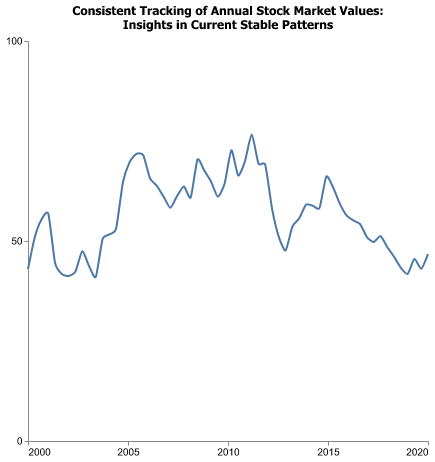 Consistent Tracking of Annual Stock Market Values:
Insights in Current Stable Patterns
100
50
0
2000 2005 2010 2015 2020